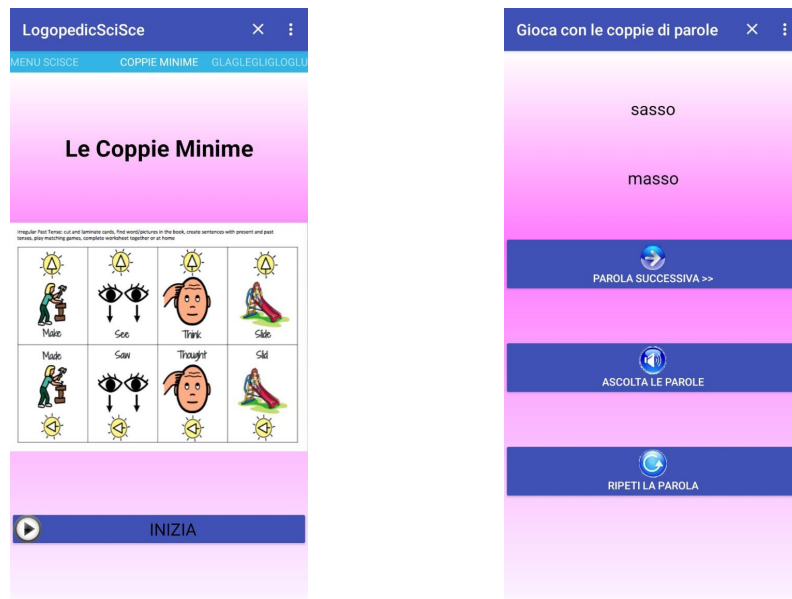 LogopedicSciSce
MENU SCISCE COPPIE MINIME GLAGLEGLIGLOGLU
Le Coppie Minime
Irregular Past Tense: cut and laminate cards, find word/pictures in the book, create sentences with present and past
tenses, play matching games, complete worksheet together or at home
Make See Think Slide
Made Saw Thought Slid
INIZIA
Gioca con le coppie di parole
sasso
masso
PAROLA SUCCESSIVA >>
ASCOLTA LE PAROLE
RIPETI LA PAROLA